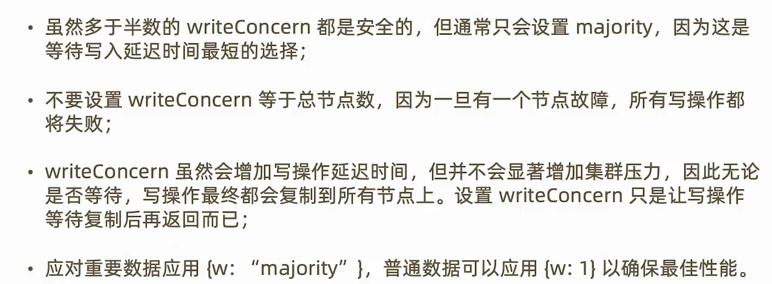 • 虽然多于半数的 writeConcern 都是安全的，但通常只会设置 majority，因为这是
等待写入延迟时间最短的选择；
• 不要设置 writeConcern 等于总节点数，因为一旦有一个节点故障，所有写操作都
将失败；
• writeConcern 虽然会增加写操作延迟时间，但并不会显著增加集群压力，因此无论
是否等待，写操作最终都会复制到所有节点上。设置 writeConcern 只是让写操作
等待复制后再返回而已；
• 应对重要数据应用 {w: “majority” }，普通数据可以应用 {w: 1} 以确保最佳性能。